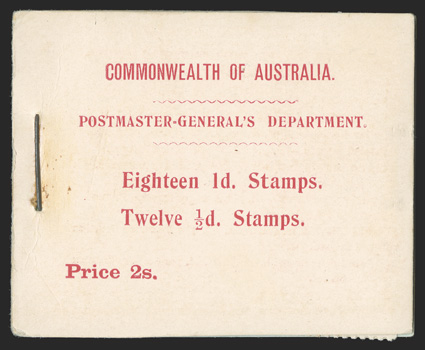 COMMONWEALTH OF AUSTRALIA.
POSTMASTER-GENERAL'S DEPARTMENT.
Eighteen 1d. Stamps.
Twelve ½d. Stamps.
Price 2s.